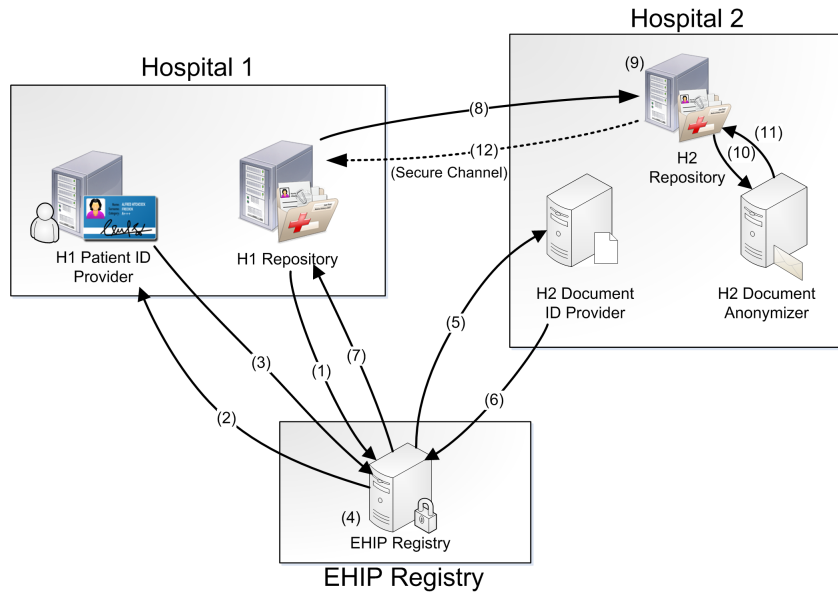 Hospital 2
Hospital 1
(9)
(8)
(11)
(12)
(10)
(Secure Channel)
H2
Repository
H1 Patient ID
Provider
H1 Repository
H2 Document
ID Provider
H2 Document
Anonymizer
(5)
(3)
(1)
(7)
(2)
(6)
(4)
EHIP Registry
EHIP Registry